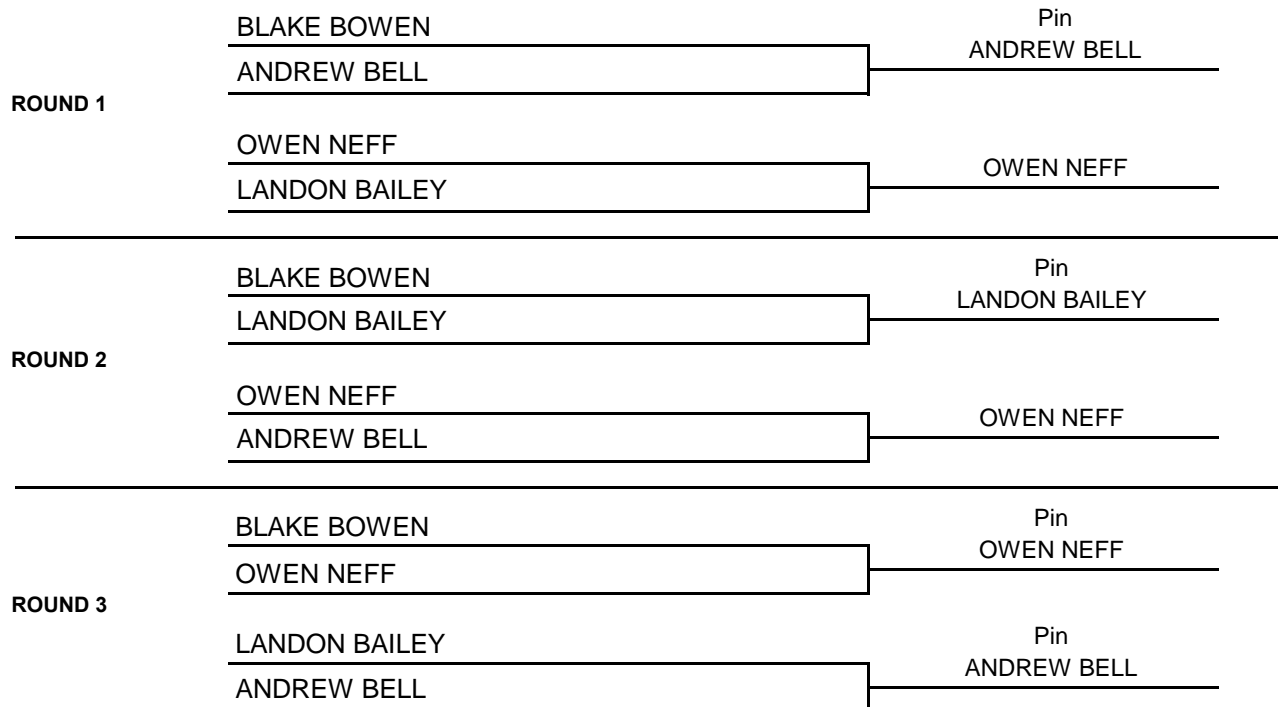 BLAKE BOWEN
Pin
ANDREW BELL
ANDREW BELL
ROUND 1
OWEN NEFF
OWEN NEFF
LANDON BAILEY
BLAKE BOWEN
Pin
LANDON BAILEY
LANDON BAILEY
ROUND 2
OWEN NEFF
OWEN NEFF
ANDREW BELL
BLAKE BOWEN
Pin
OWEN NEFF
OWEN NEFF
ROUND 3
LANDON BAILEY
Pin
ANDREW BELL
ANDREW BELL